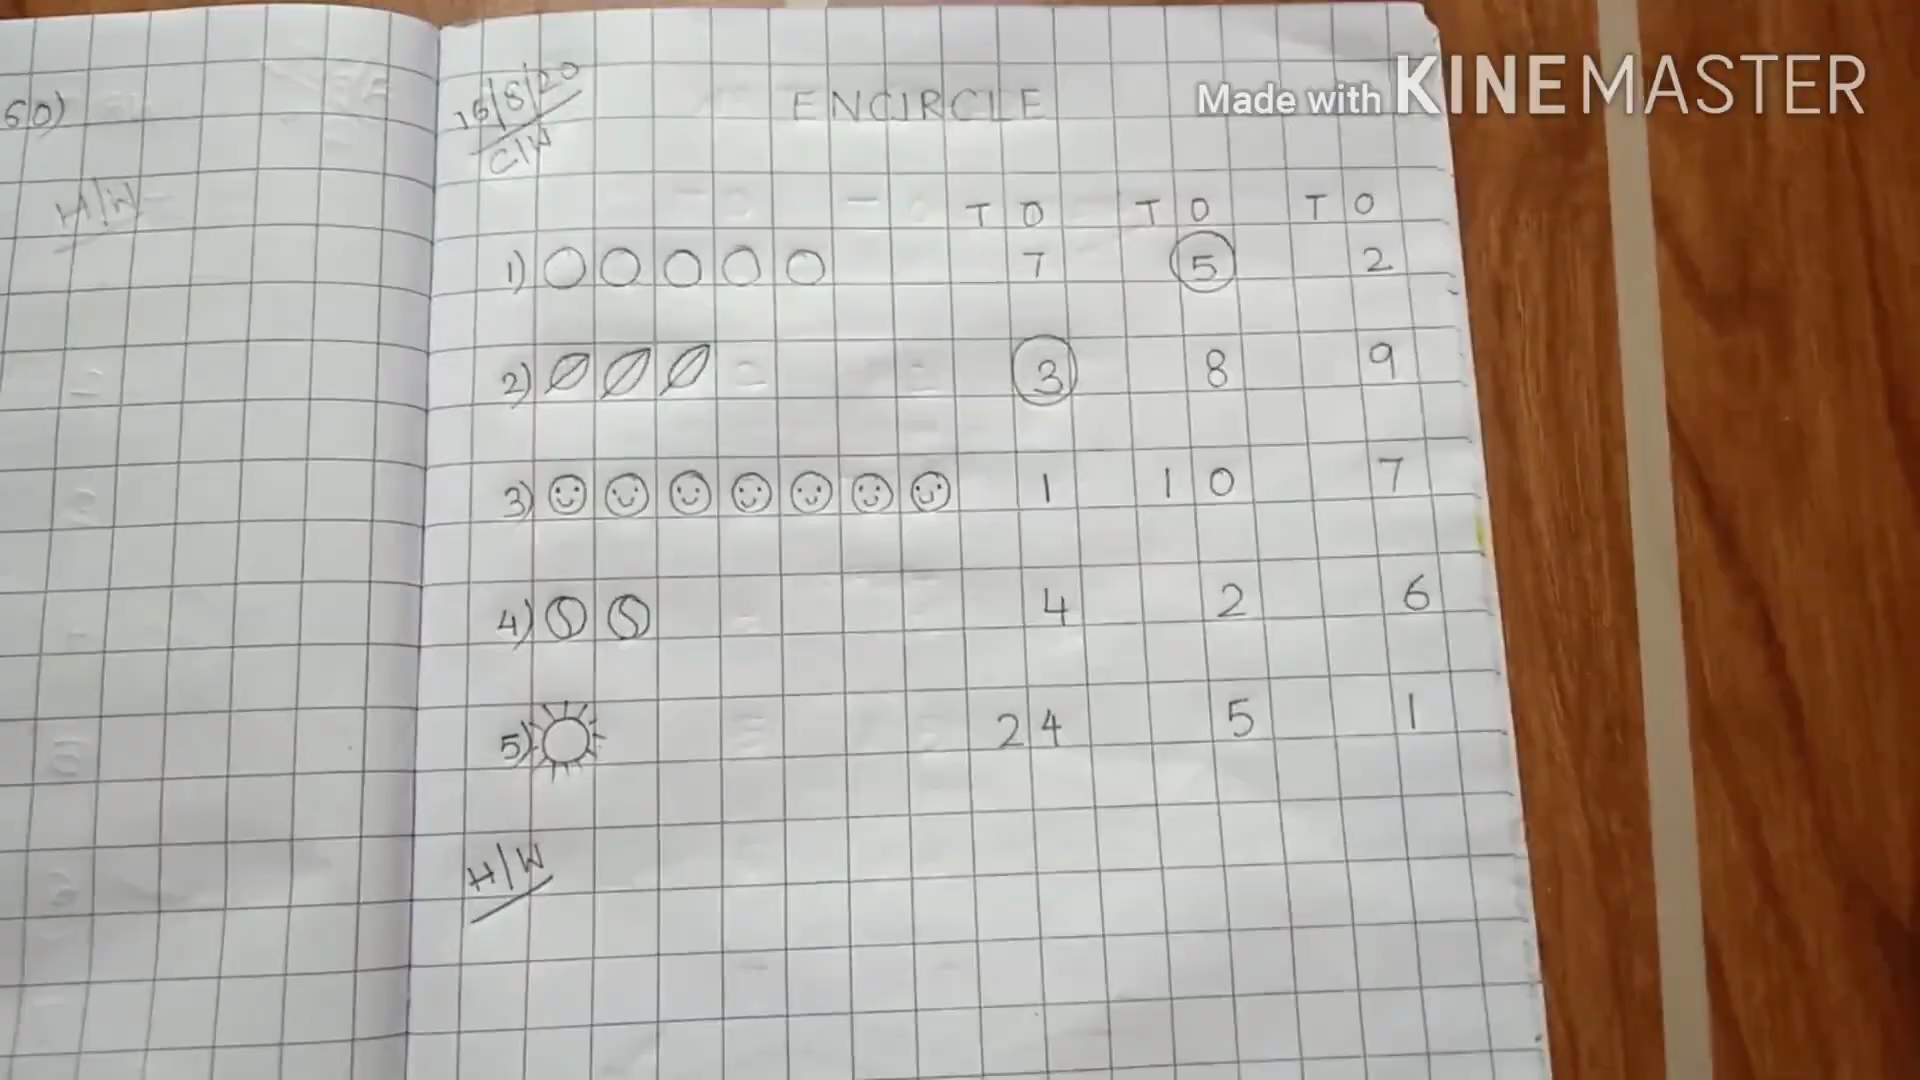 60)
H/W
16/8/20
C/W
ENCIRCLE
Made with KINEMASTER
T O T O T O
1) 7 5 2
2) 3 8 9
3) 1 10 7
4) 4 2 6
5) 24 5 1
H/W